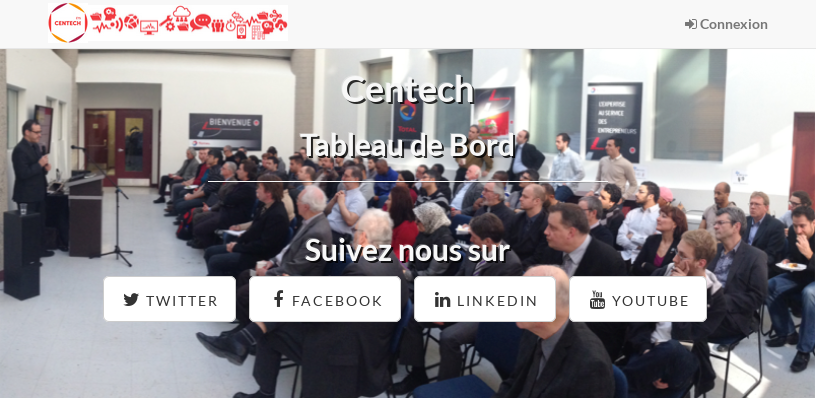 CENTECH
Connexion
Centech
Tableau de Bord
BIENVENUE
TOTAL
L'EXPERTISE
AU SERVICE
DES
ENTREPRENEURS
Suivez nous sur
TWITTER
FACEBOOK
LINKEDIN
YOUTUBE